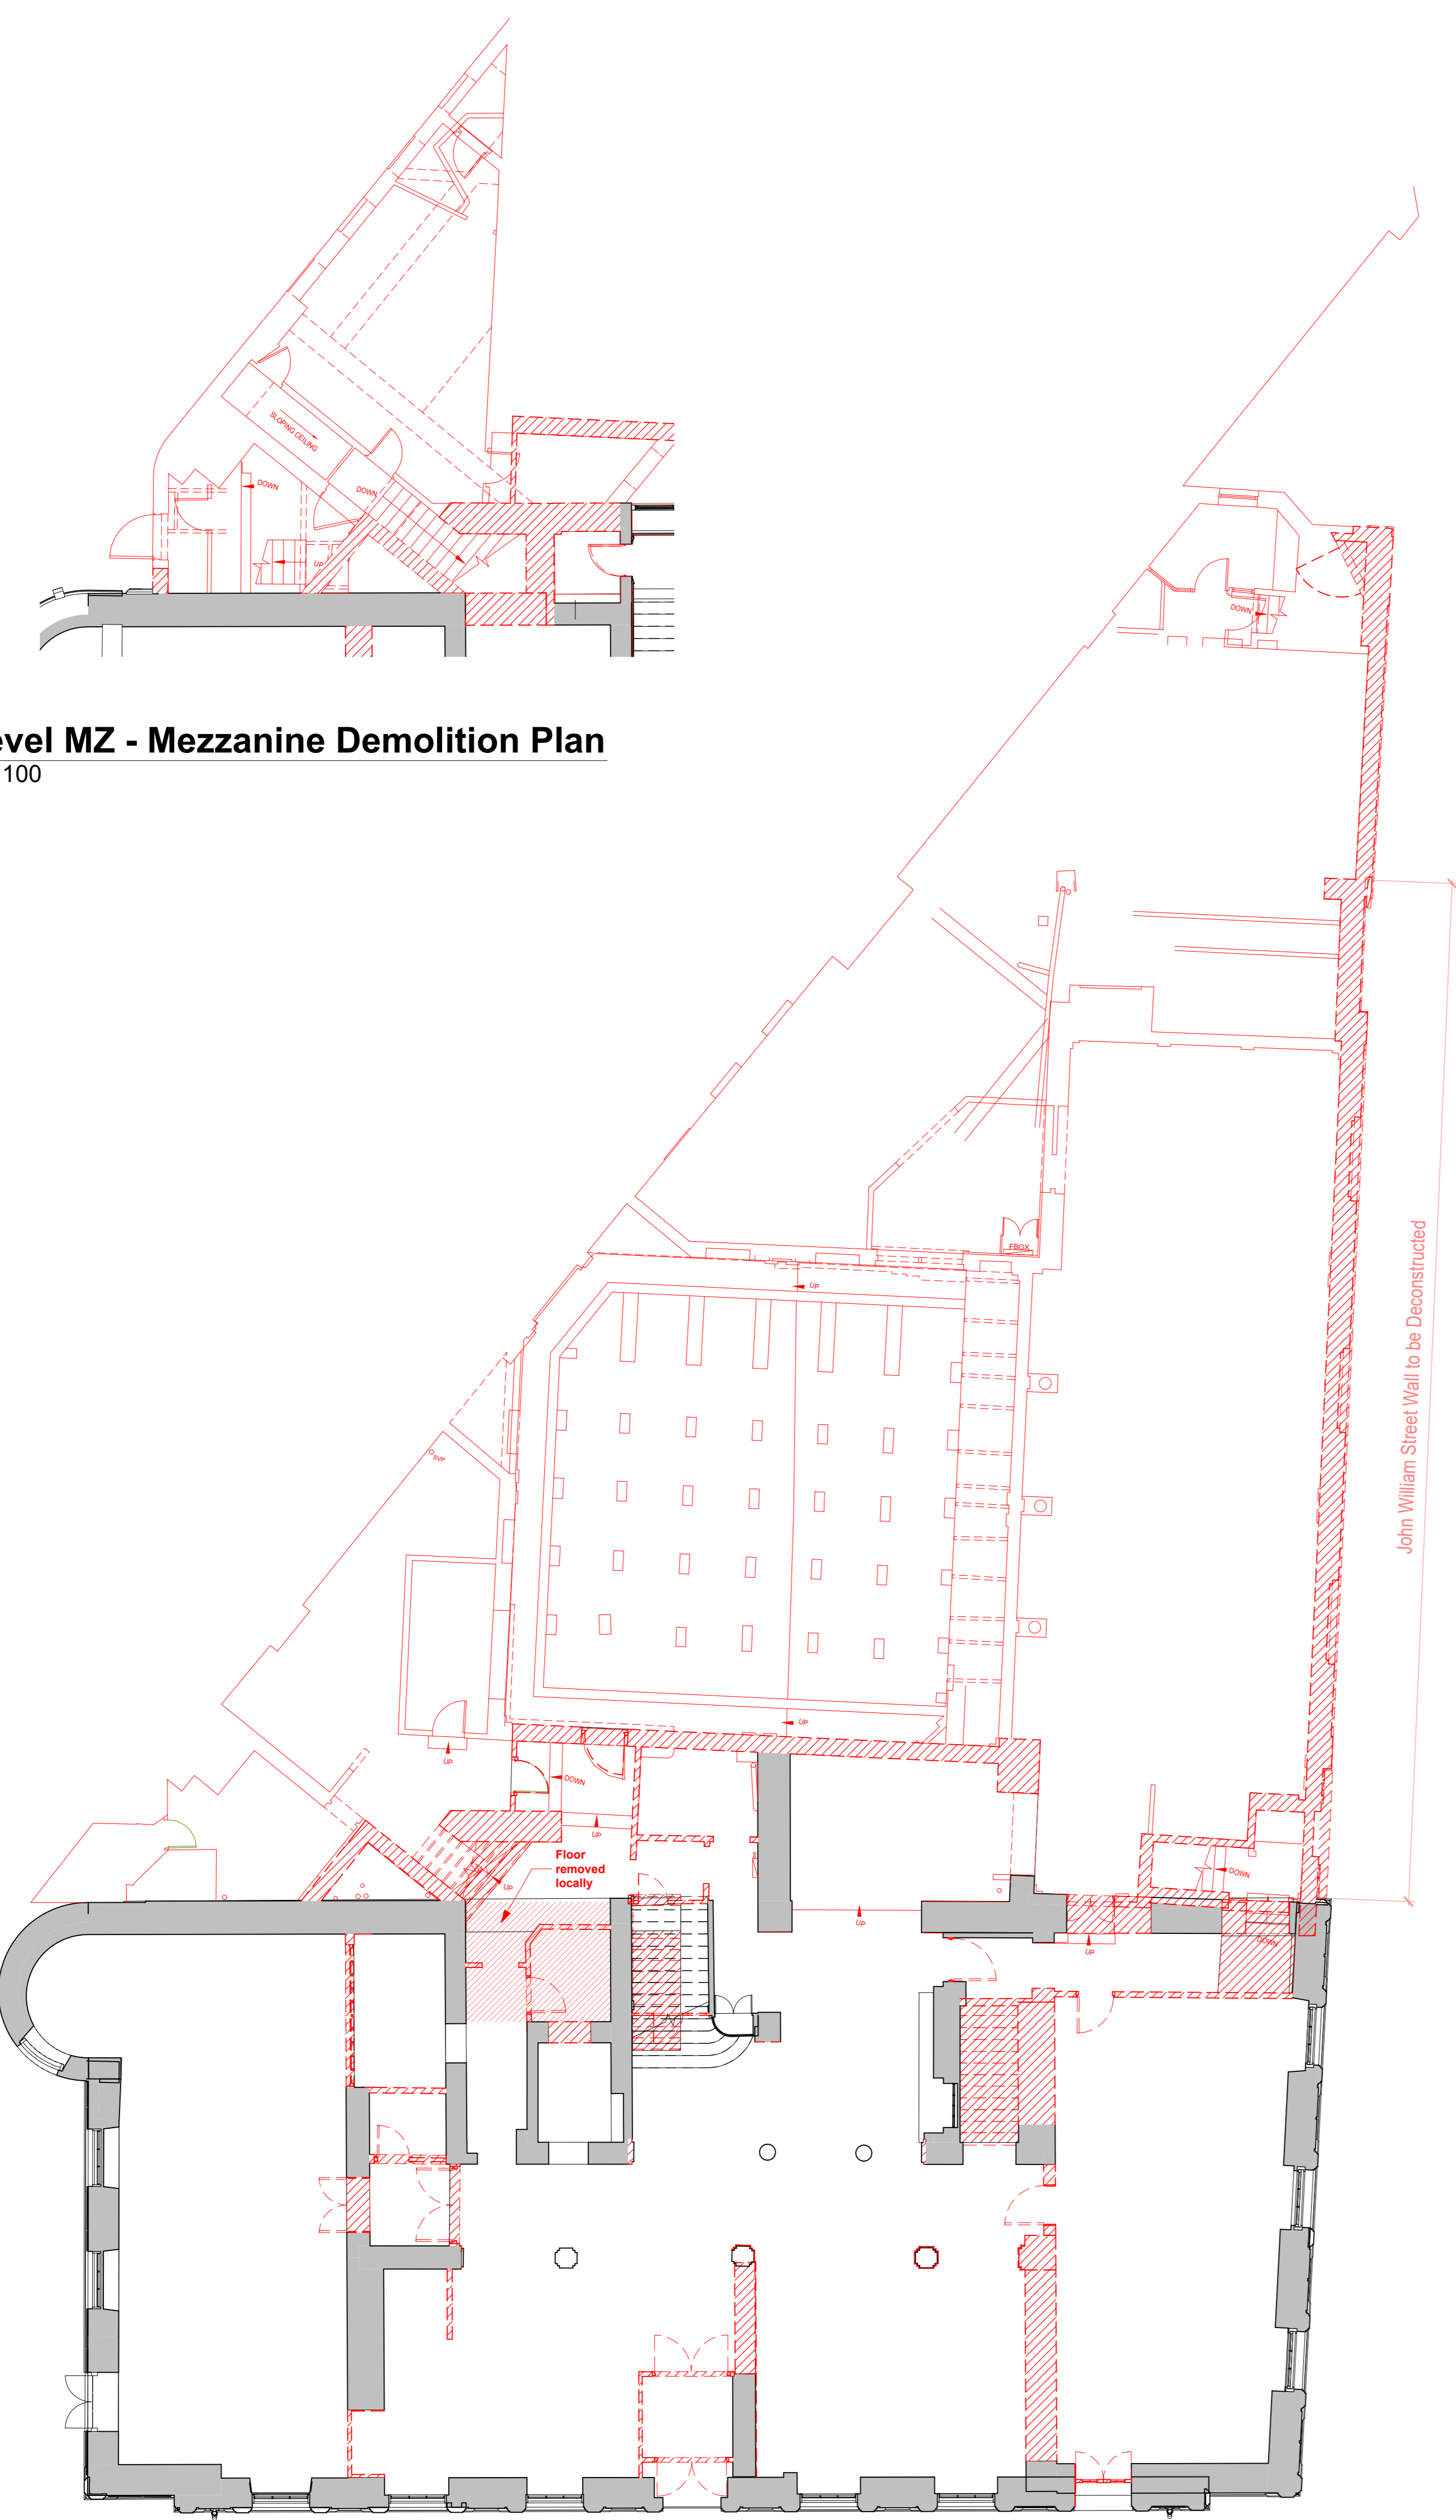 SLOPING CEILING
DOWN
DOWN
UP
evel MZ - Mezzanine Demolition Plan
100
DOWN
FBOX
UP
John William Street Wall to be Deconstructed
SVP
UP
UP
DOWN
UP
Floor
removed
locally
UP
DOWN
UP
UP
DOWN